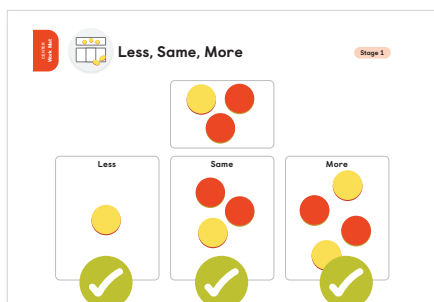 Work Mat
Less, Same, More
Stage 1
Less
Same
More